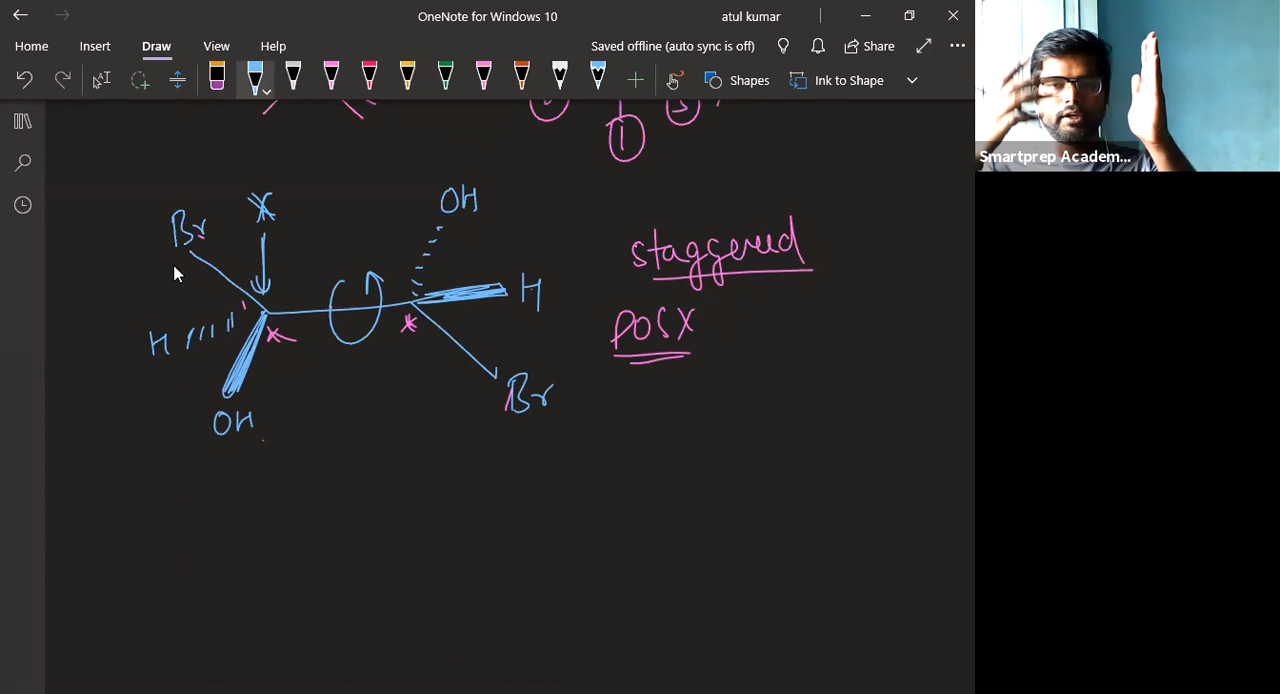 OneNote for Windows 10
atul kumar
Home Insert Draw View Help
Saved offline (auto sync is off)
Share
Shapes
Ink to Shape
Smartprep Academ...
1
OH
X
Br
H
H
OH
Br
staggered
POSX